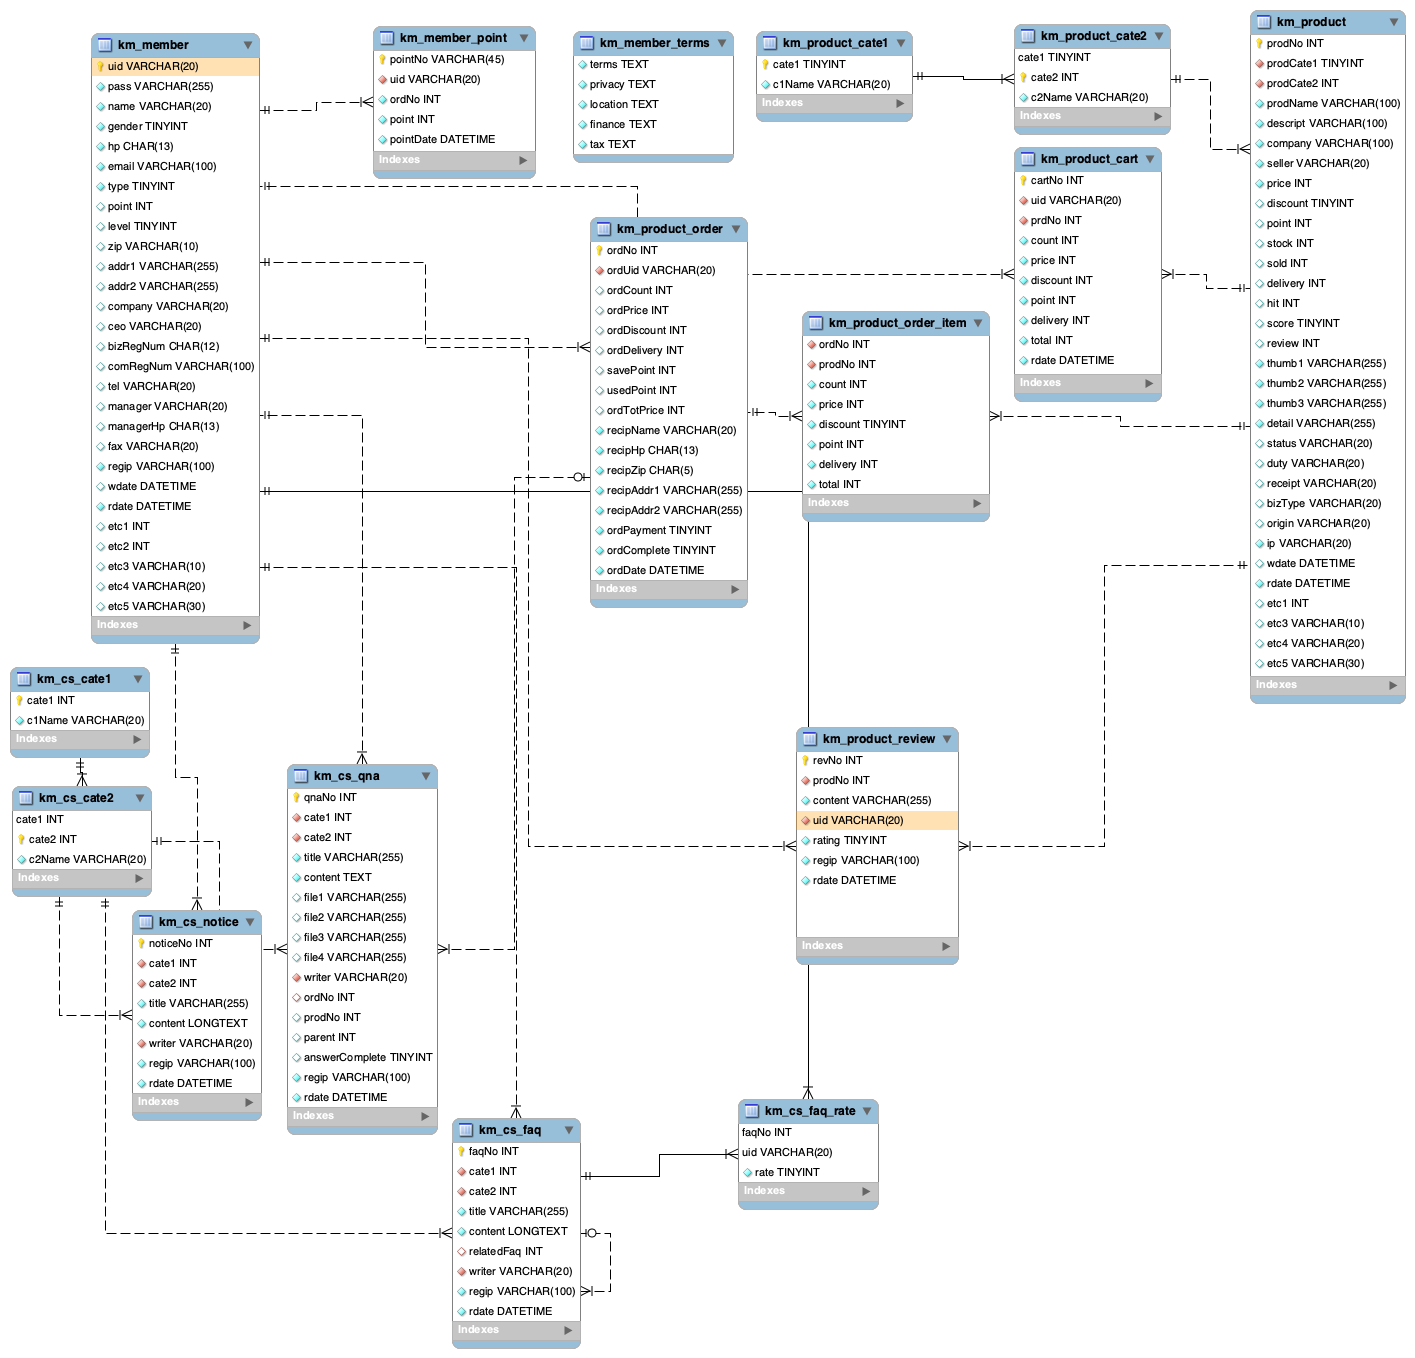 km_member
uid VARCHAR(20)
pass VARCHAR(255)
name VARCHAR(20)
gender TINYINT
hp CHAR(13)
email VARCHAR(100)
type TINYINT
point INT
level TINYINT
zip VARCHAR(10)
addr1 VARCHAR(255)
addr2 VARCHAR(255)
company VARCHAR(20)
ceo VARCHAR(20)
bizRegNum CHAR(12)
comRegNum VARCHAR(100)
tel VARCHAR(20)
manager VARCHAR(20)
managerHp CHAR(13)
fax VARCHAR(20)
regip VARCHAR(100)
wdate DATETIME
rdate DATETIME
etc1 INT
etc2 INT
etc3 VARCHAR(10)
etc4 VARCHAR(20)
etc5 VARCHAR(30)
Indexes
km_member_point
pointNo VARCHAR(45)
uid VARCHAR(20)
ordNo INT
point INT
pointDate DATETIME
Indexes
km_member_terms
terms TEXT
privacy TEXT
location TEXT
finance TEXT
tax TEXT
km_product_cate1
cate1 TINYINT
c1Name VARCHAR(20)
Indexes
km_product_cate2
cate1 TINYINT
cate2 INT
c2Name VARCHAR(20)
Indexes
km_product
prodNo INT
prodCate1 TINYINT
prodCate2 INT
prodName VARCHAR(100)
descript VARCHAR(100)
company VARCHAR(100)
seller VARCHAR(20)
price INT
discount TINYINT
point INT
stock INT
sold INT
delivery INT
hit INT
score TINYINT
review INT
thumb1 VARCHAR(255)
thumb2 VARCHAR(255)
thumb3 VARCHAR(255)
detail VARCHAR(255)
status VARCHAR(20)
duty VARCHAR(20)
receipt VARCHAR(20)
bizType VARCHAR(20)
origin VARCHAR(20)
ip VARCHAR(20)
wdate DATETIME
rdate DATETIME
etc1 INT
etc3 VARCHAR(10)
etc4 VARCHAR(20)
etc5 VARCHAR(30)
Indexes
km_product_cart
cartNo INT
uid VARCHAR(20)
prdNo INT
count INT
price INT
discount INT
point INT
delivery INT
total INT
rdate DATETIME
Indexes
km_product_order
ordNo INT
ordUid VARCHAR(20)
ordCount INT
ordPrice INT
ordDiscount INT
ordDelivery INT
savePoint INT
usedPoint INT
ordTotPrice INT
recipName VARCHAR(20)
recipHp CHAR(13)
recipZip CHAR(5)
recipAddr1 VARCHAR(255)
recipAddr2 VARCHAR(255)
ordPayment TINYINT
ordComplete TINYINT
ordDate DATETIME
Indexes
km_product_order_item
ordNo INT
prodNo INT
count INT
price INT
discount TINYINT
point INT
delivery INT
total INT
Indexes
km_cs_cate1
cate1 INT
c1Name VARCHAR(20)
Indexes
km_cs_cate2
cate1 INT
cate2 INT
c2Name VARCHAR(20)
Indexes
km_cs_notice
noticeNo INT
cate1 INT
cate2 INT
title VARCHAR(255)
content LONGTEXT
writer VARCHAR(20)
regip VARCHAR(100)
rdate DATETIME
Indexes
km_cs_qna
qnaNo INT
cate1 INT
cate2 INT
title VARCHAR(255)
content TEXT
file1 VARCHAR(255)
file2 VARCHAR(255)
file3 VARCHAR(255)
file4 VARCHAR(255)
writer VARCHAR(20)
ordNo INT
prodNo INT
parent INT
answerComplete TINYINT
regip VARCHAR(100)
rdate DATETIME
Indexes
km_product_review
revNo INT
prodNo INT
content VARCHAR(255)
uid VARCHAR(20)
rating TINYINT
regip VARCHAR(100)
rdate DATETIME
Indexes
km_cs_faq
faqNo INT
cate1 INT
cate2 INT
title VARCHAR(255)
content LONGTEXT
relatedFaq INT
writer VARCHAR(20)
regip VARCHAR(100)
rdate DATETIME
Indexes
km_cs_faq_rate
faqNo INT
uid VARCHAR(20)
rate TINYINT
Indexes